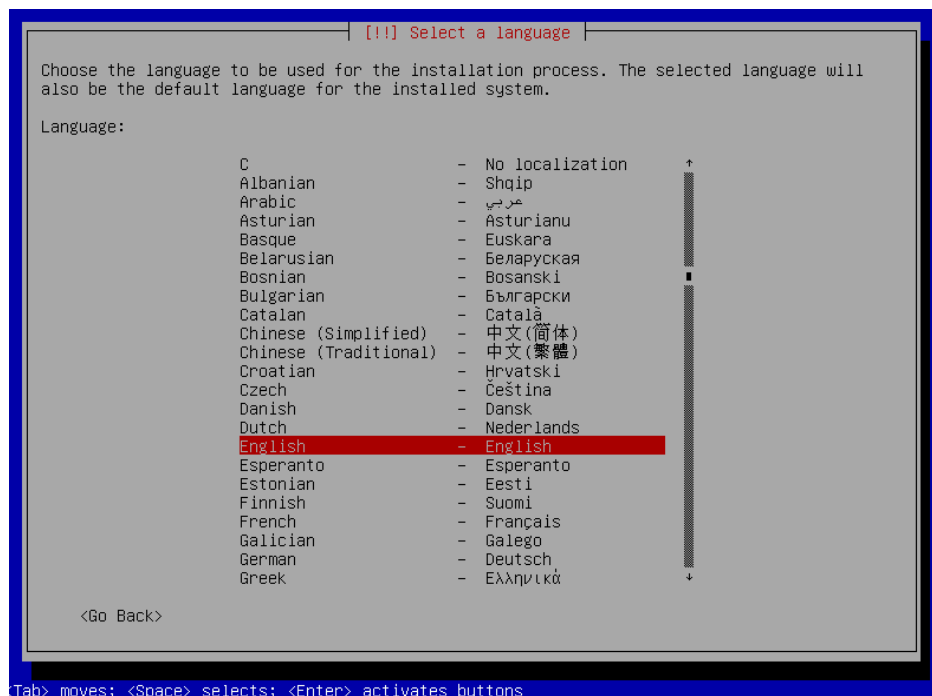 [!!] Select a language
Choose the language to be used for the installation process. The selected language will
also be the default language for the installed system.
Language:
C - No localization
Albanian - Shqip
Arabic - عربي
Asturian - Asturianu
Basque - Euskara
Belarusian - Беларуская
Bosnian - Bosanski
Bulgarian - Български
Catalan - Català
Chinese (Simplified) - 中文(简体)
Chinese (Traditional) - 中文(繁體)
Croatian - Hrvatski
Czech - Čeština
Danish - Dansk
Dutch - Nederlands
English - English
Esperanto - Esperanto
Estonian - Eesti
Finnish - Suomi
French - Français
Galician - Galego
German - Deutsch
Greek - Ελληνικά
<Go Back>
<Tab> moves; <Space> selects; <Enter> activates buttons